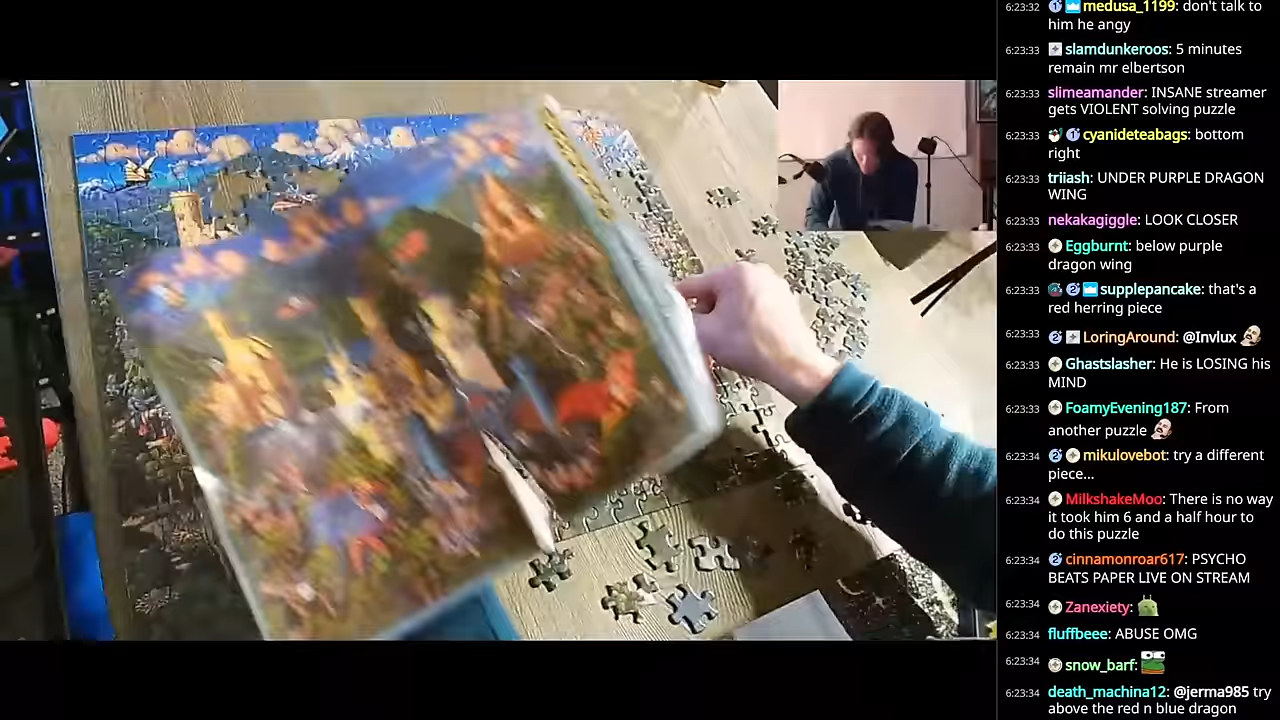 6:23:32 medusa_1199: don't talk to
him he angy
6:23:33 slamdunkeroos: 5 minutes
remain mr elbertson
6:23:33 slimeamander: INSANE streamer
gets VIOLENT solving puzzle
6:23:33 cyanideteabags: bottom
right
6:23:33 triiash: UNDER PURPLE DRAGON
WING
6:23:33 nekakagiggle: LOOK CLOSER
6:23:33 Eggburnt: below purple
dragon wing
6:23:33 supplepancake: that's a
red herring piece
6:23:33 LoringAround: @Invlux
6:23:33 Ghastslasher: He is LOSING his
MIND
6:23:33 FoamyEvening187: From
another puzzle
6:23:34 mikulovebot: try a different
piece...
6:23:34 MilkshakeMoo: There is no way
it took him 6 and a half hour to
do this puzzle
6:23:34 cinnamonroar617: PSYCHO
BEATS PAPER LIVE ON STREAM
6:23:34 Zanexiety:
6:23:34 fluffbeee: ABUSE OMG
6:23:34 snow_barf:
6:23:34 death_machina12: @jerma985 try
above the red n blue dragon